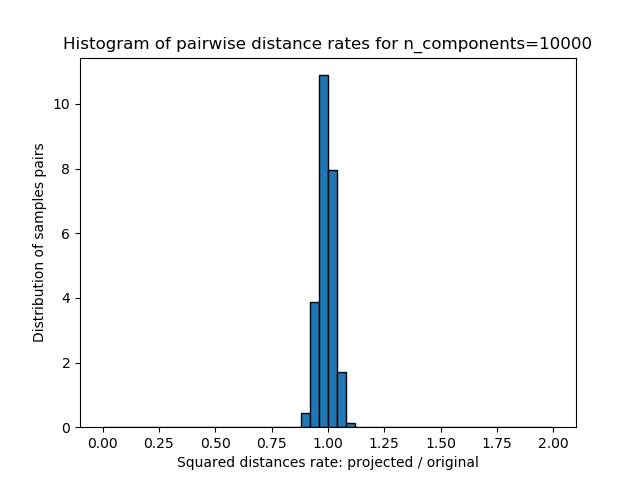 Histogram of pairwise distance rates for n_components=10000
Distribution of samples pairs
10
8
6
4
2
0
0.00 0.25 0.50 0.75 1.00 1.25 1.50 1.75 2.00
Squared distances rate: projected / original